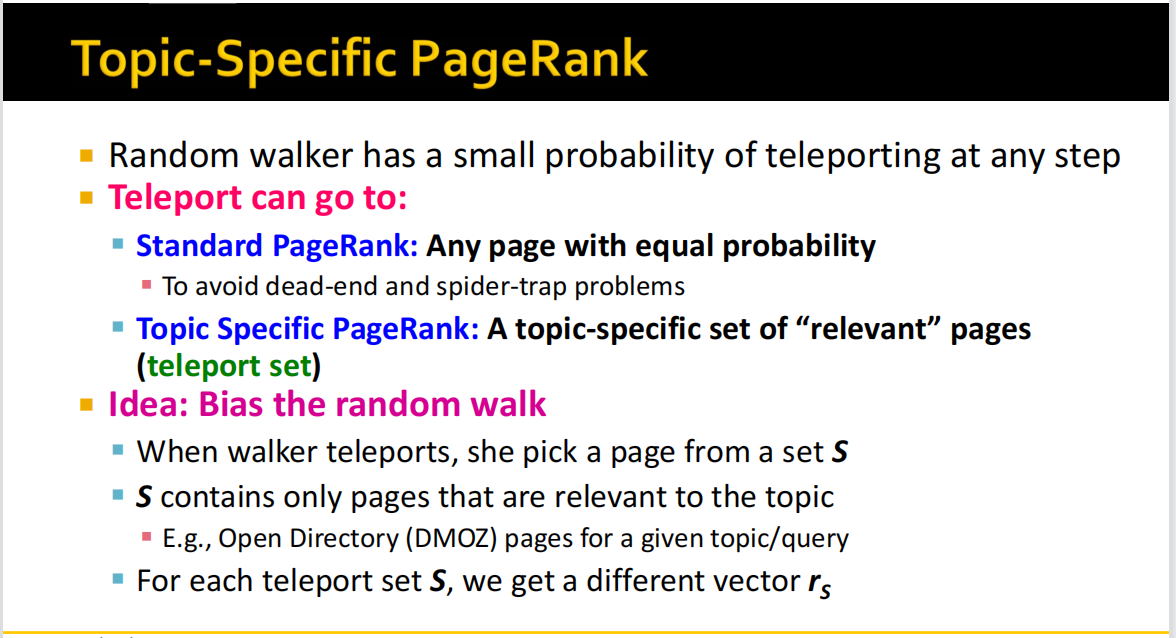 Topic-Specific PageRank
Random walker has a small probability of teleporting at any step
Teleport can go to:
Standard PageRank: Any page with equal probability
To avoid dead-end and spider-trap problems
Topic Specific PageRank: A topic-specific set of “relevant” pages
(teleport set)
Idea: Bias the random walk
When walker teleports, she pick a page from a set S
S contains only pages that are relevant to the topic
E.g., Open Directory (DMOZ) pages for a given topic/query
For each teleport set S, we get a different vector rS